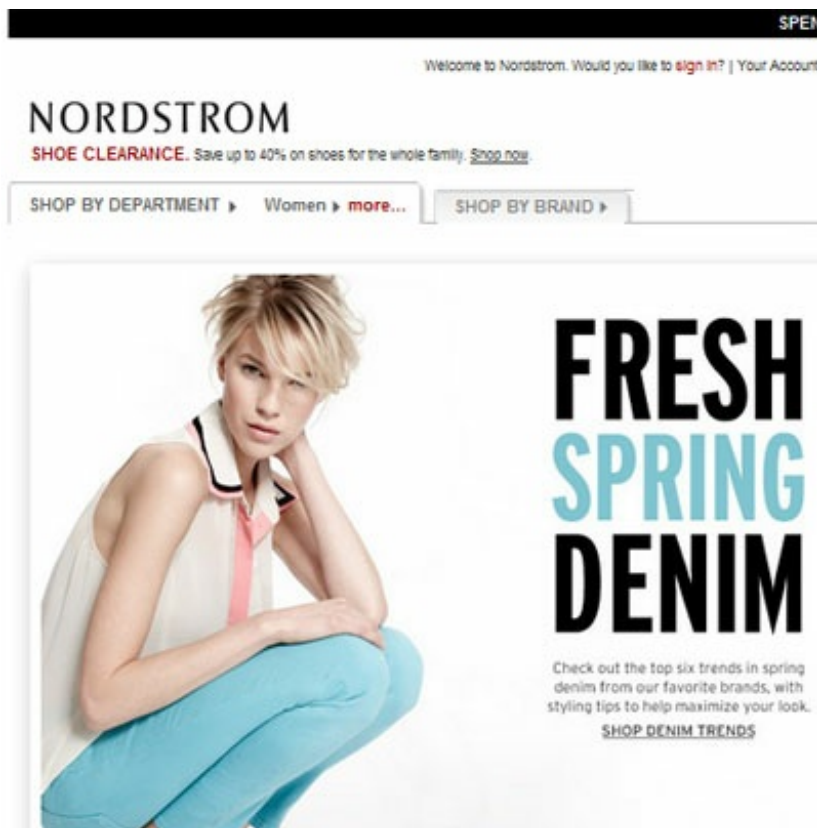 SPEN
Welcome to Nordstrom. Would you like to sign in? | Your Account
NORDSTROM
SHOE CLEARANCE. Save up to 40% on shoes for the whole family. Shop now.
SHOP BY DEPARTMENT Women more... SHOP BY BRAND
FRESH
SPRING
DENIM
Check out the top six trends in spring
denim from our favorite brands, with
styling tips to help maximize your look.
SHOP DENIM TRENDS